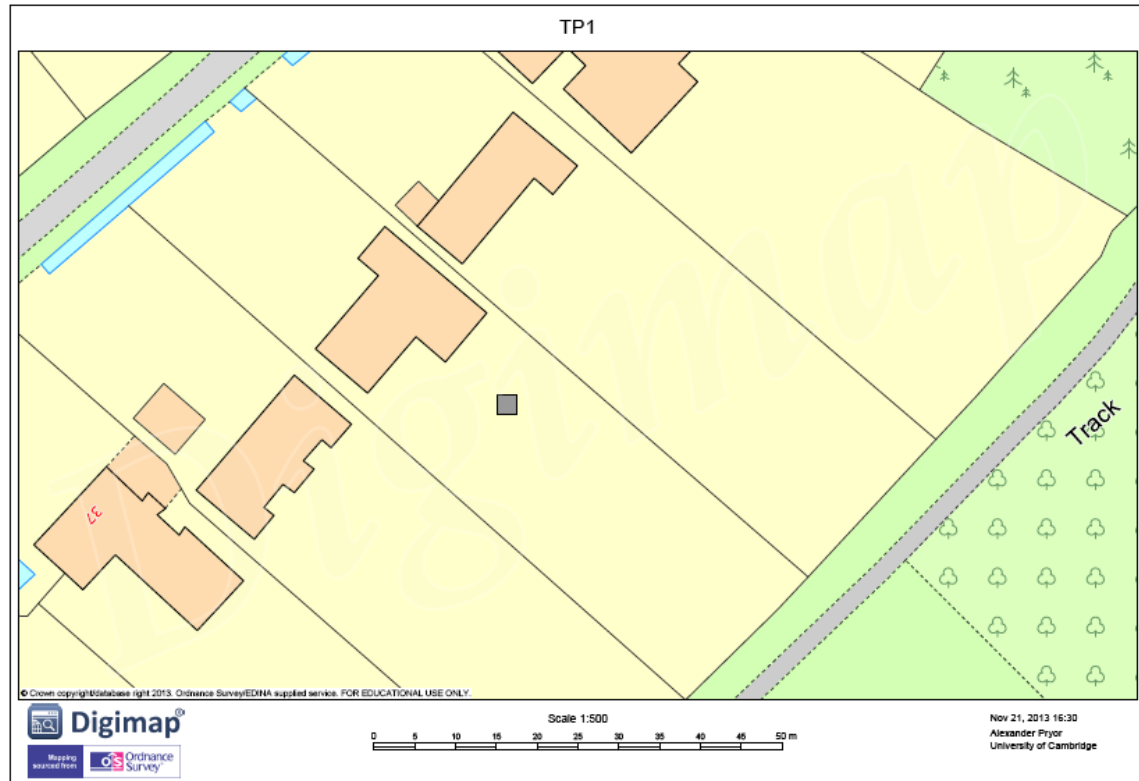 TP1
37
Track
Digimap
© Crown copyright/database right 2013. Ordnance Survey/EDINA supplied service. FOR EDUCATIONAL USE ONLY.
Digimap®
Mapping
sourced from
OS Ordnance
Survey
Scale 1:500
0 5 10 15 20 25 30 35 40 45 50 m
Nov 21, 2013 16:30
Alexander Pryor
University of Cambridge